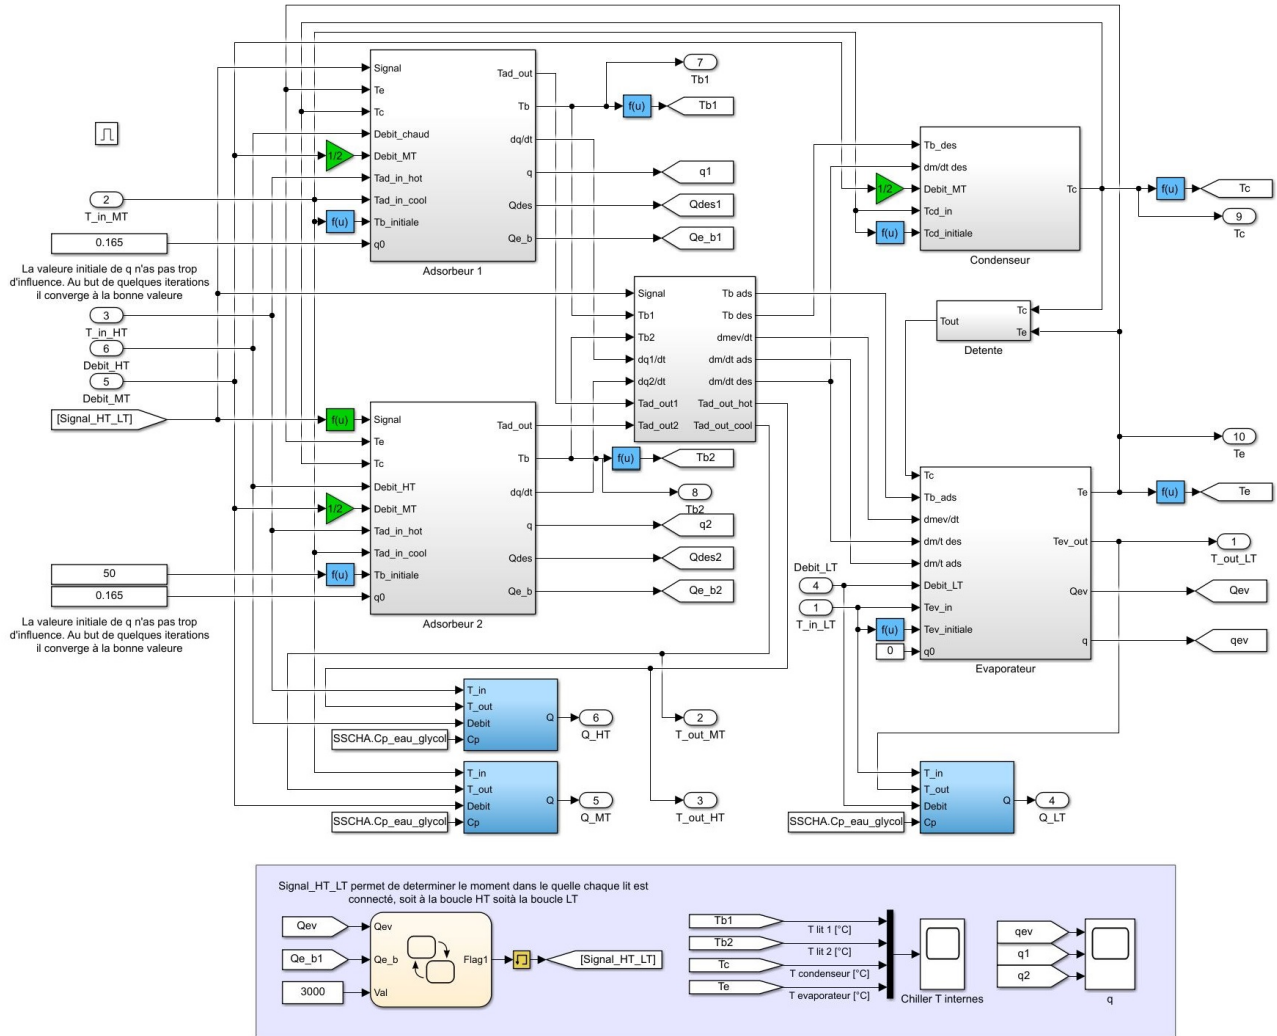 Signal
Te
Tc
Debit_chaud
1/2
Debit_MT
Tad_in_hot
Tad_in_cool
f(u)
Tb_initiale
q0
Tad_out
Tb
dq/dt
q
Qdes
Qe_b
Adsorbeur 1
7
Tb1
f(u)
Tb1
q1
Qdes1
Qe_b1
2
T_in_MT
0.165
La valeure initiale de q n'as pas trop
d'influence. Au but de quelques iterations
il converge à la bonne valeure
3
T_in_HT
6
Debit_HT
5
Debit_MT
[Signal_HT_LT]
Signal
Tb1
Tb2
dq1/dt
dq2/dt
Tad_out1
Tad_out2
Tb ads
Tb des
dmev/dt
dm/dt ads
dm/dt des
Tad_out_hot
Tad_out_cool
Tb_des
dm/dt des
1/2
Debit_MT
Tcd_in
f(u)
Tcd_initiale
Tc
Condenseur
f(u)
Tc
9
Tc
Tout
Tc
Te
Detente
f(u)
Signal
Te
Tc
Debit_HT
1/2
Debit_MT
Tad_in_hot
Tad_in_cool
f(u)
Tb_initiale
q0
Tad_out
Tb
dq/dt
q
Qdes
Qe_b
Adsorbeur 2
f(u)
Tb2
8
Tb2
q2
Qdes2
Qe_b2
50
0.165
La valeure initiale de q n'as pas trop
d'influence. Au but de quelques iterations
il converge à la bonne valeure
Tc
Tb_ads
dmev/dt
dm/t des
dm/t ads
Debit_LT
Tev_in
f(u)
Tev_initiale
0
q0
Te
Tev_out
Qev
q
Evaporateur
Debit_LT
4
1
T_in_LT
10
Te
f(u)
Te
1
T_out_LT
Qev
qev
T_in
T_out
Debit
Cp
Q
SSCHA.Cp_eau_glycol
6
Q_HT
2
T_out_MT
T_in
T_out
Debit
Cp
Q
SSCHA.Cp_eau_glycol
5
Q_MT
3
T_out_HT
T_in
T_out
Debit
Cp
Q
SSCHA.Cp_eau_glycol
4
Q_LT
Signal_HT_LT permet de determiner le moment dans le quelle chaque lit est
connecté, soit à la boucle HT soità la boucle LT
Qev
Qe_b1
3000
Qev
Qe_b
Val
Flag1
[Signal_HT_LT]
Tb1
T lit 1 [°C]
Tb2
T lit 2 [°C]
Tc
T condenseur [°C]
Te
T evaporateur [°C]
Chiller T internes
qev
q1
q2
q